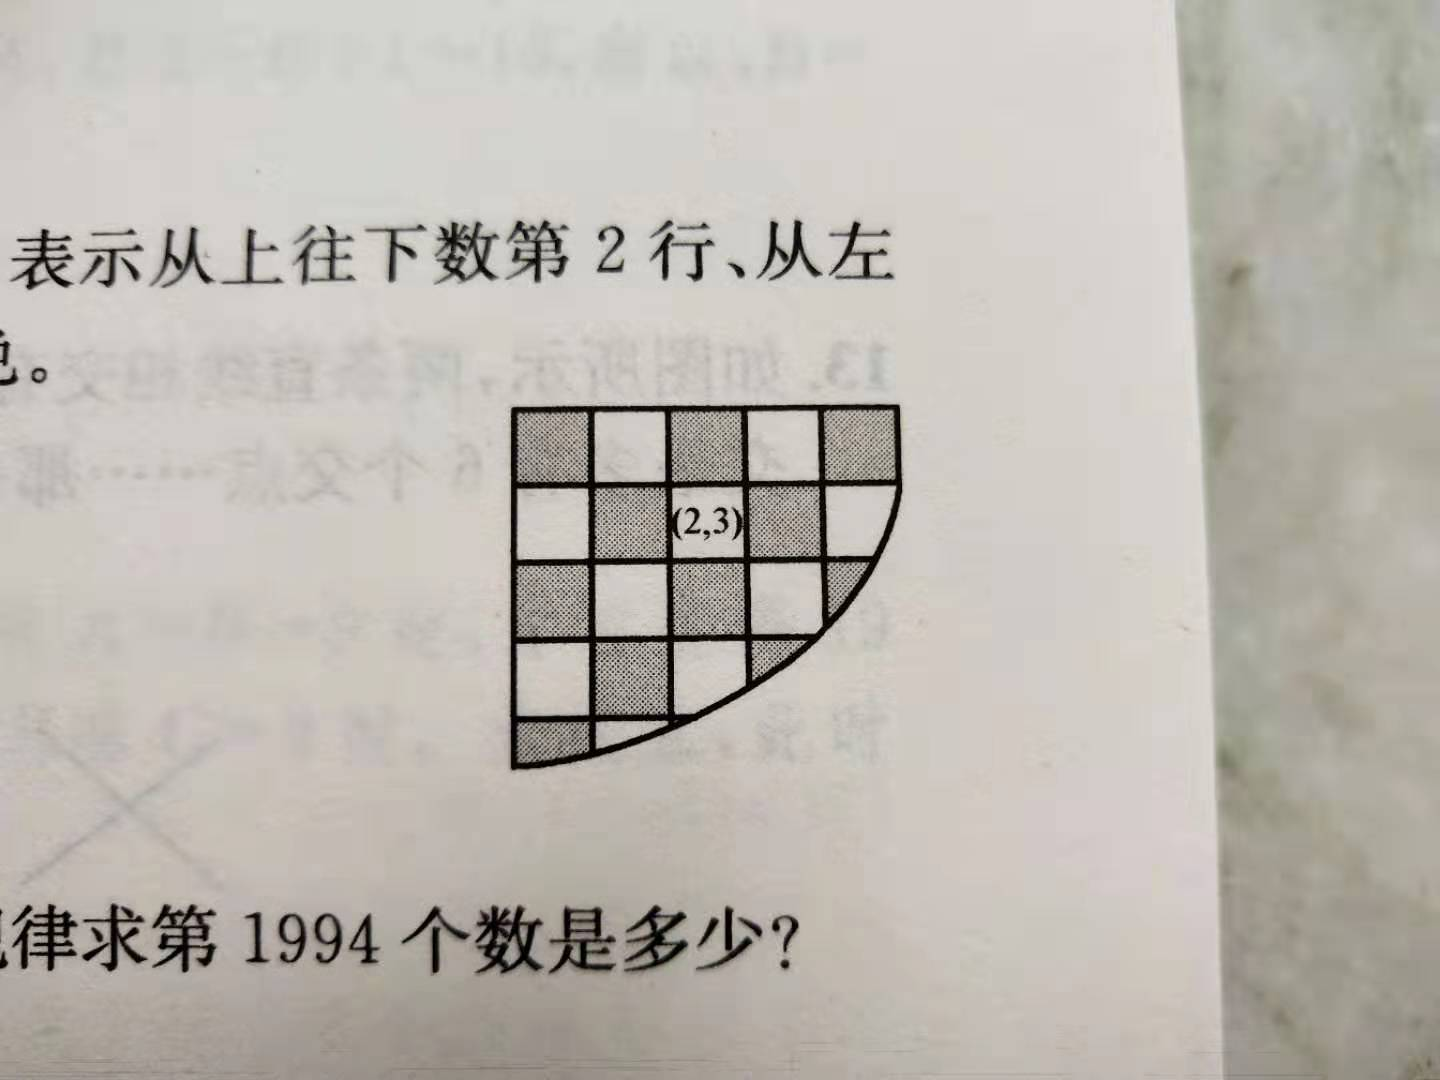 表示从上往下数第 2 行、从左
。
(2,3)
律求第 1994 个数是多少?